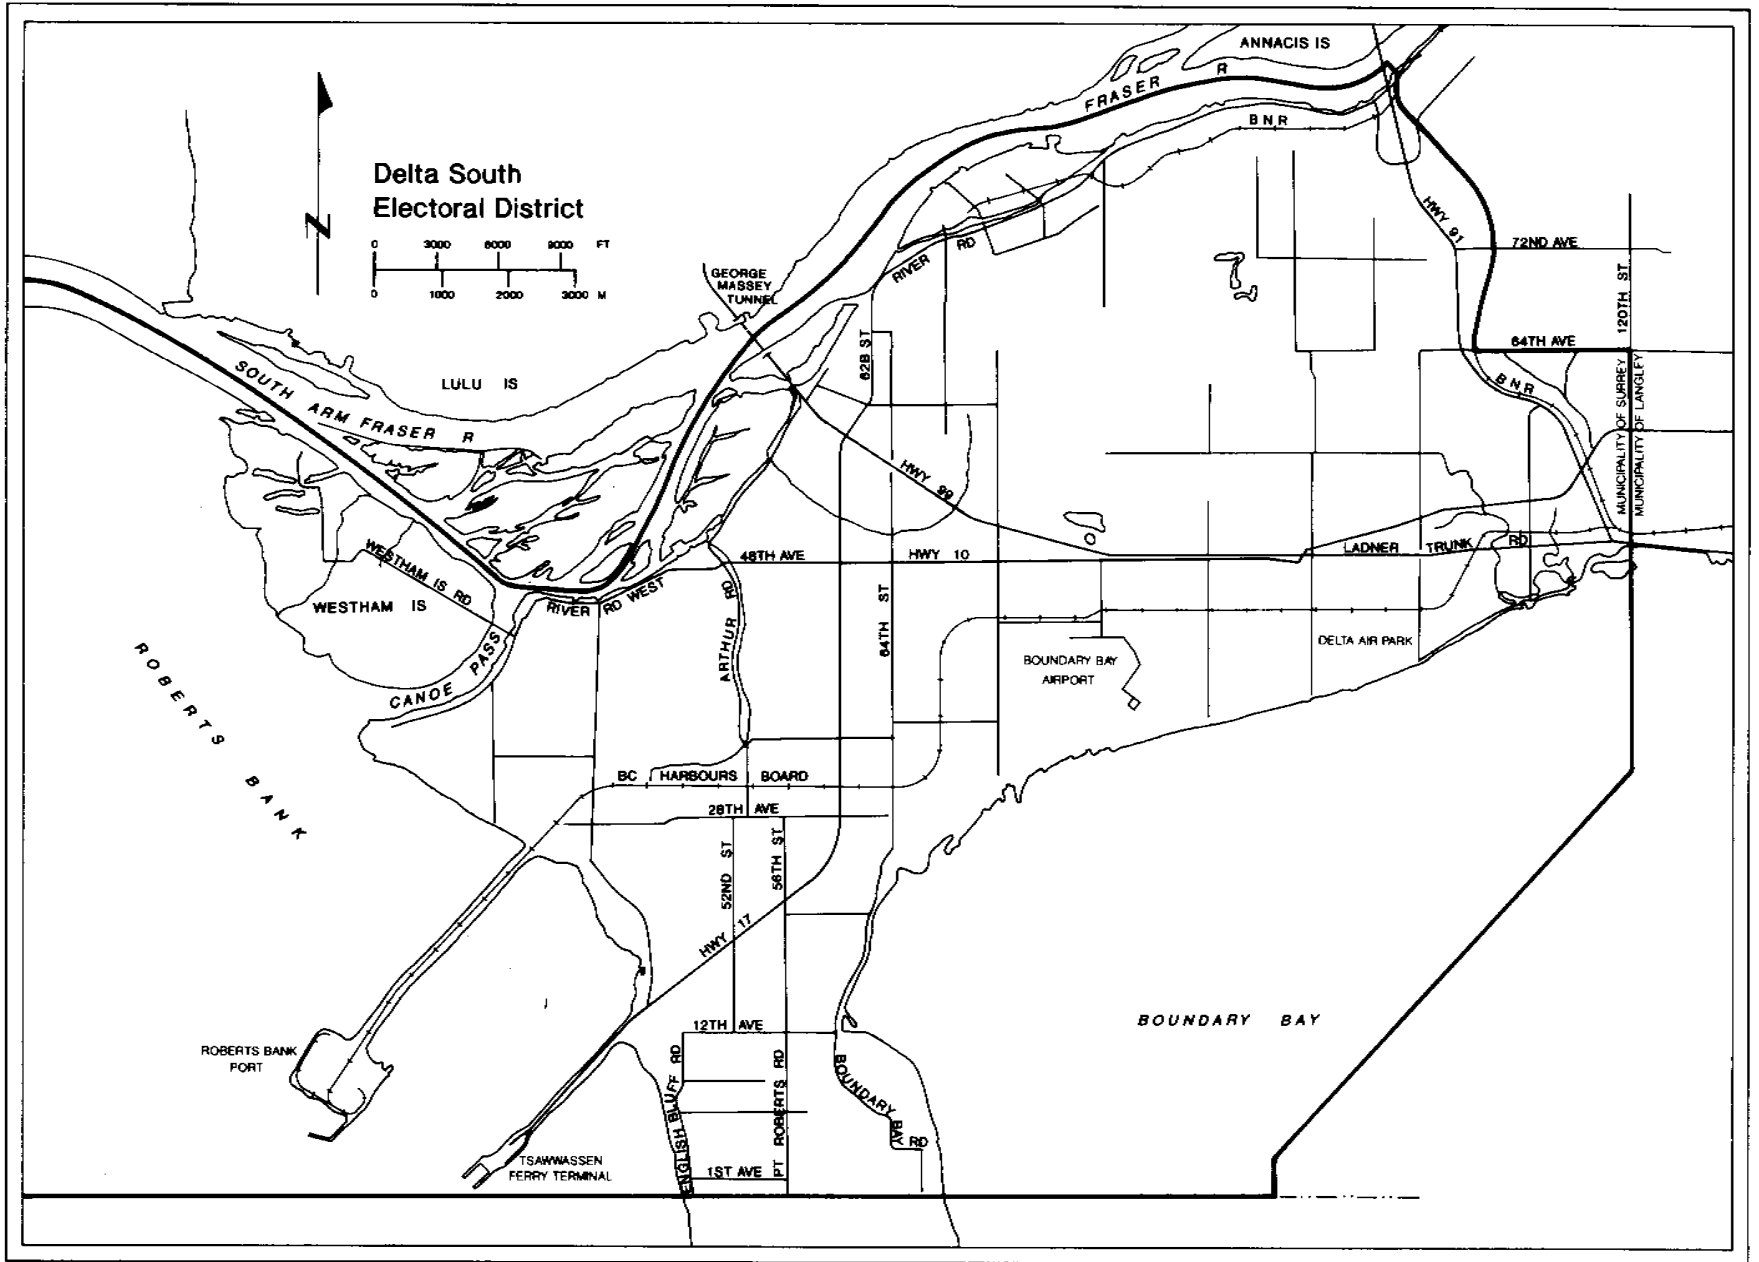 ANNACIS IS
FRASER R
BNR
Delta South
Electoral District
0 3000 6000 9000 FT
0 1000 2000 3000 M
N
HWY 91
72ND AVE
GEORGE
MASSEY
TUNNEL
RIVER RD
120TH ST
64TH AVE
62B ST
LULU IS
SOUTH ARM FRASER R
BNR
MUNICIPALITY OF SURREY
MUNICIPALITY OF LANGLEY
HWY 99
48TH AVE
HWY 10
LADNER TRUNK RD
WESTHAM IS RD
WESTHAM IS
RIVER RD WEST
ARTHUR RD
64TH ST
CANOE PASS
DELTA AIR PARK
BOUNDARY BAY
AIRPORT
ROBERTS BANK
BC HARBOURS BOARD
28TH AVE
52ND ST
56TH ST
HWY 17
12TH AVE
BOUNDARY BAY
ROBERTS BANK
PORT
ENGLISH BLUFF RD
PT ROBERTS RD
BOUNDARY BAY RD
TSAWWASSEN
FERRY TERMINAL
1ST AVE